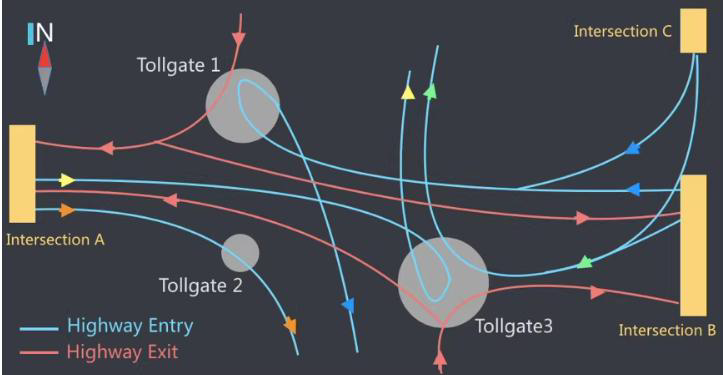 N
Intersection C
Tollgate 1
Intersection A
Tollgate 2
Highway Entry
Highway Exit
Tollgate3
Intersection B